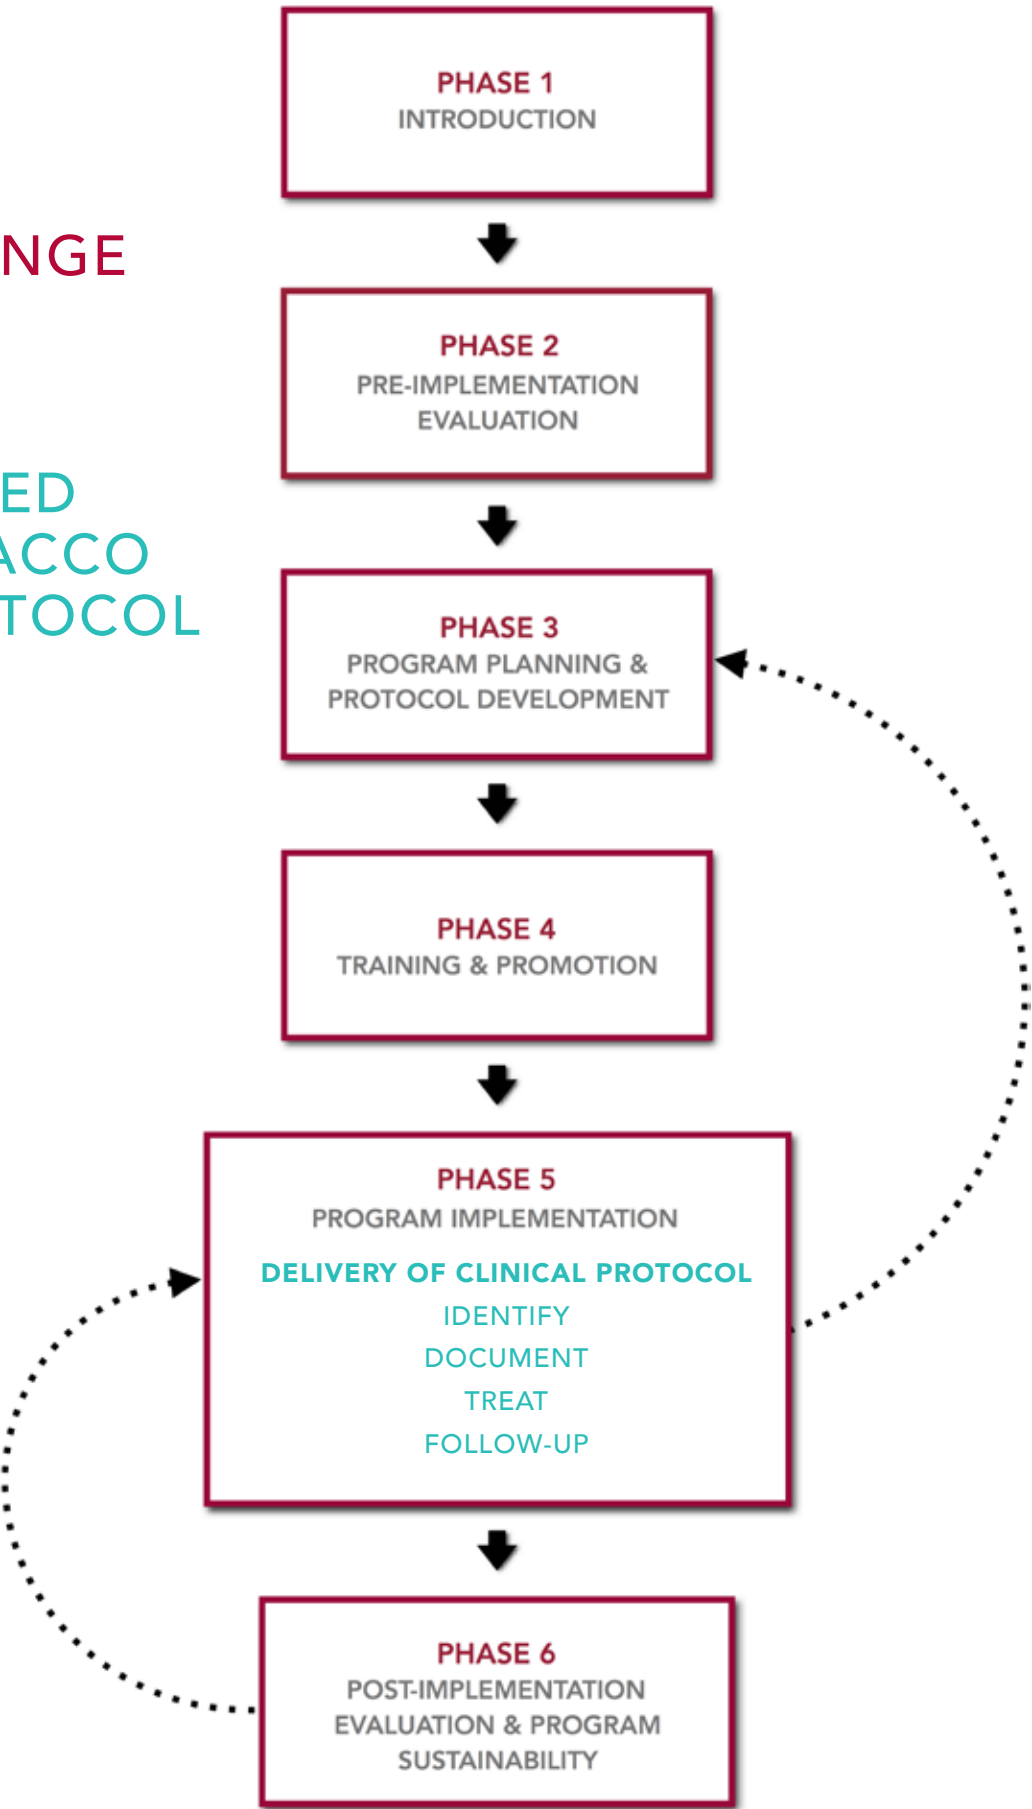 PHASE 1
INTRODUCTION
NGE
PHASE 2
PRE-IMPLEMENTATION
EVALUATION
ED
ACCO
TOCOL
PHASE 3
PROGRAM PLANNING &
PROTOCOL DEVELOPMENT
PHASE 4
TRAINING & PROMOTION
PHASE 5
PROGRAM IMPLEMENTATION
DELIVERY OF CLINICAL PROTOCOL
IDENTIFY
DOCUMENT
TREAT
FOLLOW-UP
PHASE 6
POST-IMPLEMENTATION
EVALUATION & PROGRAM
SUSTAINABILITY